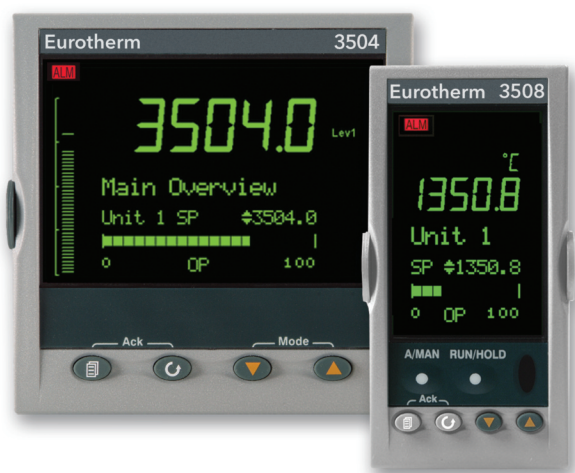 Eurotherm 3504
ALM
3504.0 Lev1
Main Overview
Unit 1 SP 3504.0
0 OP 100
Ack Mode
Eurotherm 3508
ALM
°C
1350.8
Unit 1
SP 1350.8
0 OP 100
A/MAN RUN/HOLD
Ack